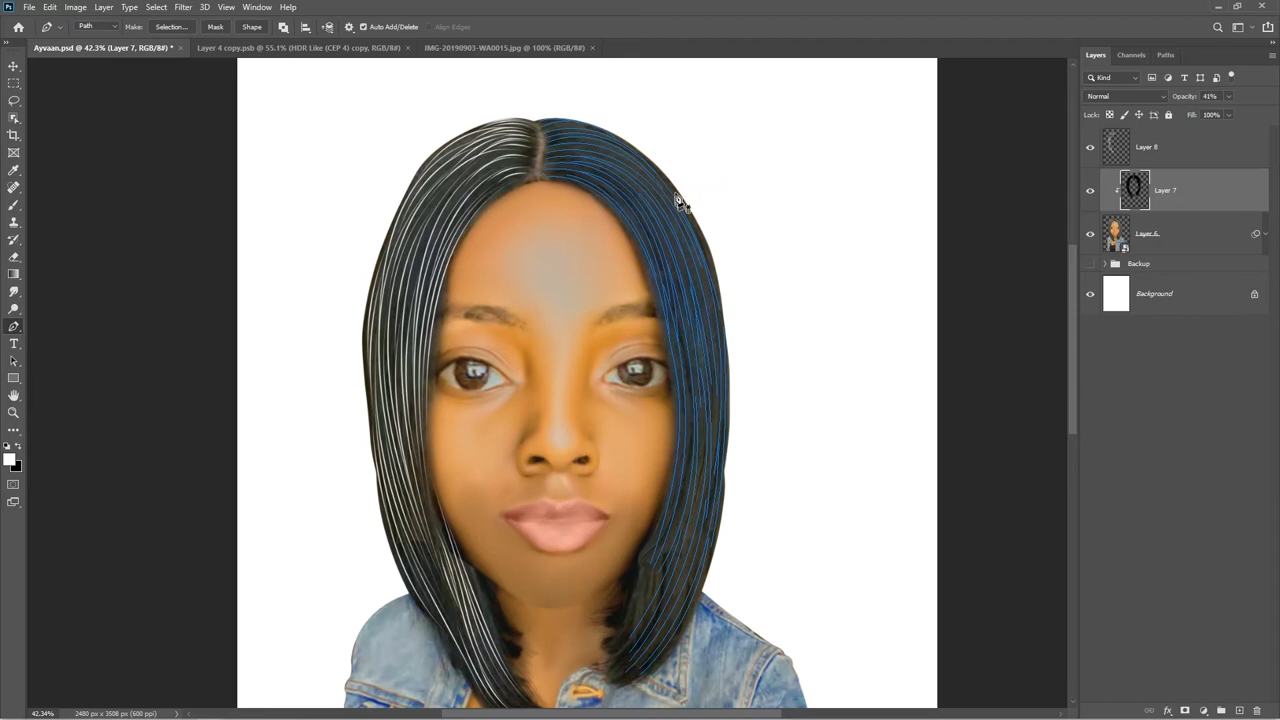 File Edit Image Layer Type Select Filter 3D View Window Help
Path Make: Selection... Mask Shape Auto Add/Delete Align Edges
Ayvaan.psd @ 42.3% (Layer 7, RGB/8#) * Layer 4 copy.psb @ 55.1% (HDR Like (CEP 4) copy, RGB/8#) IMG-20190903-WA0015.jpg @ 100% (RGB/8#)
Layers Channels Paths
Kind
Normal Opacity: 41%
Lock: Fill: 100%
Layer 8
Layer 7
Layer 6
Backup
Background
42.34% 2480 px x 3508 px (600 ppi)